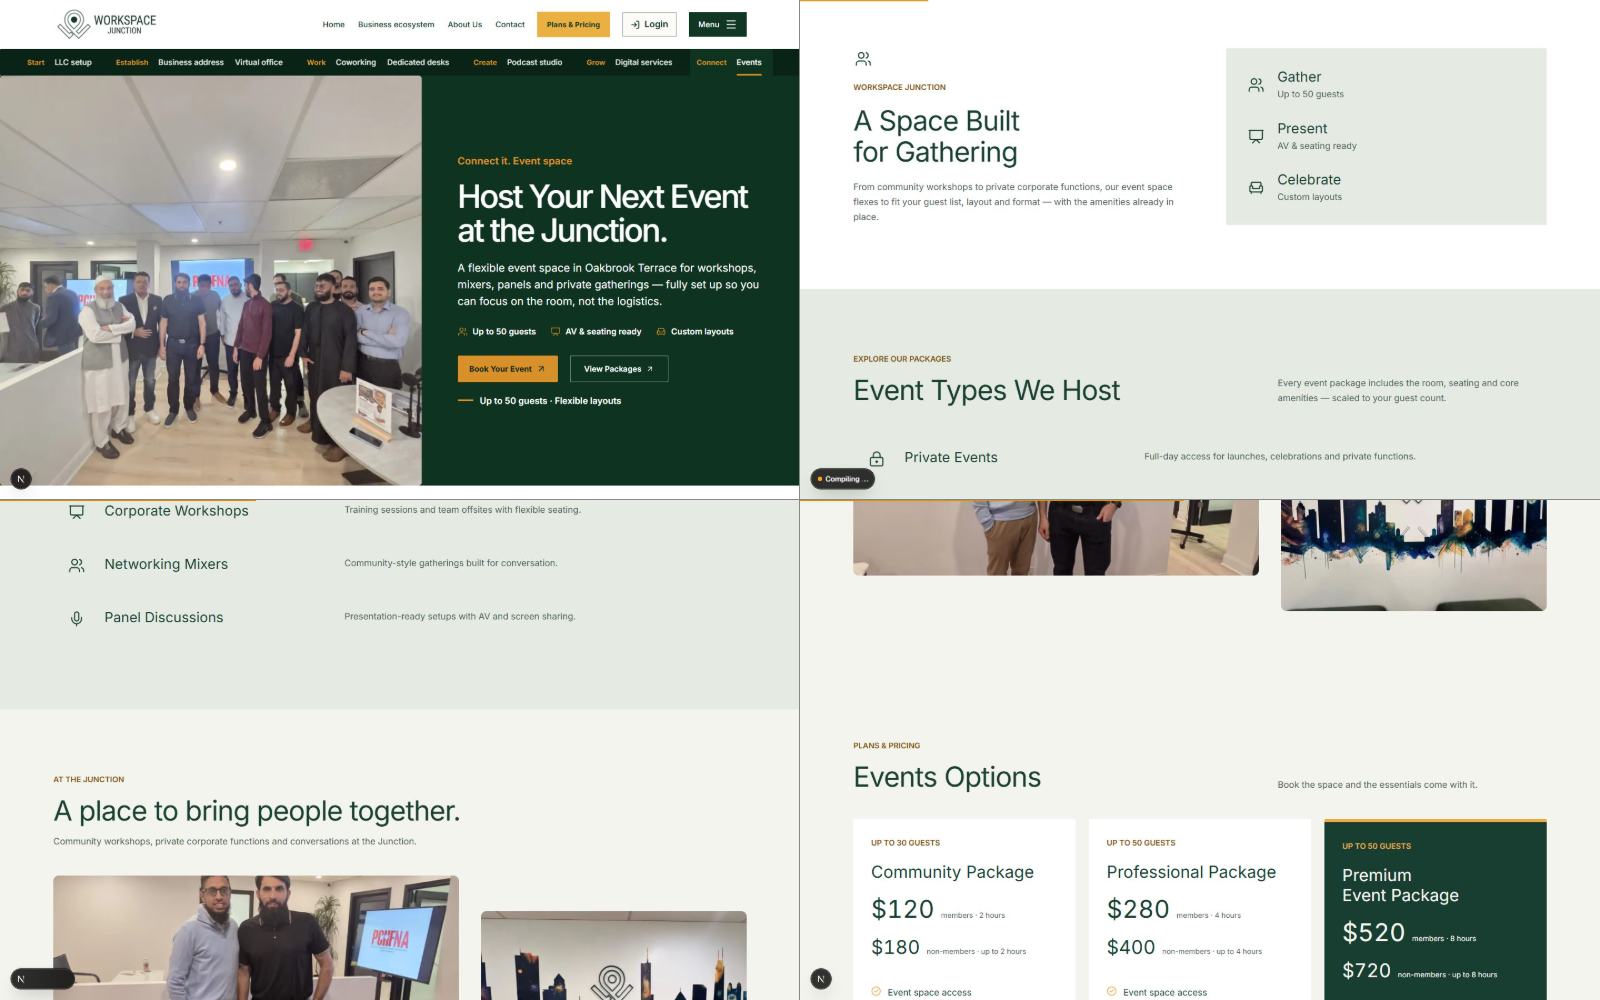 WORKSPACE
JUNCTION
Home Business ecosystem About Us Contact Plans & Pricing Login Menu
Start LLC setup Establish Business address Virtual office Work Coworking Dedicated desks Create Podcast studio Grow Digital services Connect Events
Connect it. Event space
Host Your Next Event
at the Junction.
A flexible event space in Oakbrook Terrace for workshops,
mixers, panels and private gatherings — fully set up so you
can focus on the room, not the logistics.
Up to 50 guests AV & seating ready Custom layouts
Book Your Event View Packages
Up to 50 guests · Flexible layouts
N
WORKSPACE JUNCTION
A Space Built
for Gathering
From community workshops to private corporate functions, our event space
flexes to fit your guest list, layout and format — with the amenities already in
place.
Gather
Up to 50 guests
Present
AV & seating ready
Celebrate
Custom layouts
EXPLORE OUR PACKAGES
Event Types We Host
Every event package includes the room, seating and core
amenities — scaled to your guest count.
Private Events Full-day access for launches, celebrations and private functions.
Compiling ...
Corporate Workshops Training sessions and team offsites with flexible seating.
Networking Mixers Community-style gatherings built for conversation.
Panel Discussions Presentation-ready setups with AV and screen sharing.
AT THE JUNCTION
A place to bring people together.
Community workshops, private corporate functions and conversations at the Junction.
N
PLANS & PRICING
Events Options
Book the space and the essentials come with it.
UP TO 30 GUESTS
Community Package
$120 members · 2 hours
$180 non-members · up to 2 hours
Event space access
UP TO 50 GUESTS
Professional Package
$280 members · 4 hours
$400 non-members · up to 4 hours
Event space access
UP TO 50 GUESTS
Premium
Event Package
$520 members · 8 hours
$720 non-members · up to 8 hours
N